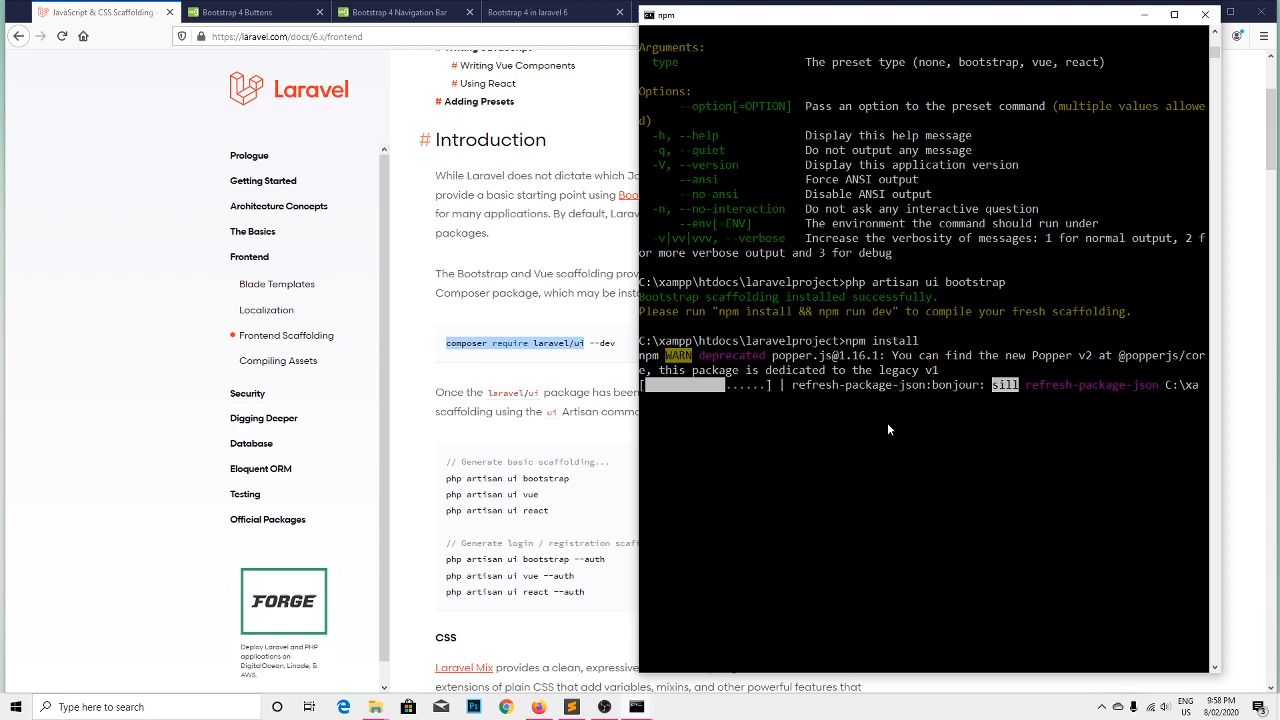 JavaScript & CSS Scaffolding -
Bootstrap 4 Buttons
Bootstrap 4 Navigation Bar
Bootstrap 4 in laravel 6
https://laravel.com/docs/6.x/frontend
Laravel
Prologue
Getting Started
Architecture Concepts
The Basics
Frontend
Blade Templates
Localization
Frontend Scaffolding
Compiling Assets
Security
Digging Deeper
Database
Eloquent ORM
Testing
Official Packages
FORGE
Deploy Laravel and PHP
applications on
DigitalOcean, Linode, &
AWS.
# Writing Vue Components
# Using React
# Adding Presets
# Introduction
While Laravel does not dictate which
provide a basic starting point using
for many applications. By default,
packages.
The Bootstrap and Vue scaffolding
Composer package, which may be
composer require laravel/ui --dev
Once the laravel/ui package has been
scaffolding using the ui Artisan
// Generate basic scaffolding...
php artisan ui bootstrap
php artisan ui vue
php artisan ui react
// Generate login / registration
php artisan ui bootstrap --auth
php artisan ui vue --auth
php artisan ui react --auth
CSS
Laravel Mix provides a clean, expressive
extensions of plain CSS that add variables, mixins, and other powerful features that
npm
Arguments:
type The preset type (none, bootstrap, vue, react)
Options:
--option[=OPTION] Pass an option to the preset command (multiple values allowe
d)
-h, --help Display this help message
-q, --quiet Do not output any message
-V, --version Display this application version
--ansi Force ANSI output
--no-ansi Disable ANSI output
-n, --no-interaction Do not ask any interactive question
--env[=ENV] The environment the command should run under
-v|vv|vvv, --verbose Increase the verbosity of messages: 1 for normal output, 2 f
or more verbose output and 3 for debug
C:\xampp\htdocs\laravelproject>php artisan ui bootstrap
Bootstrap scaffolding installed successfully.
Please run "npm install && npm run dev" to compile your fresh scaffolding.
C:\xampp\htdocs\laravelproject>npm install
npm WARN deprecated popper.js@1.16.1: You can find the new Popper v2 at @popperjs/cor
e, this package is dedicated to the legacy v1
[ ......] | refresh-package-json:bonjour: sill refresh-package-json C:\xa
Type here to search
ENG
US
9:58 PM
8/02/2020
3